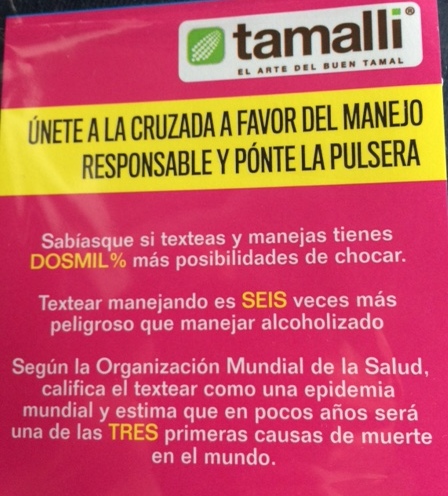 tamalli®
EL ARTE DEL BUEN TAMAL
ÚNETE A LA CRUZADA A FAVOR DEL MANEJO
RESPONSABLE Y PÓNTE LA PULSERA
Sabíasque si texteas y manejas tienes
DOSMIL% más posibilidades de chocar.
Textear manejando es SEIS veces más
peligroso que manejar alcoholizado
Según la Organización Mundial de la Salud,
califica el textear como una epidemia
mundial y estima que en pocos años será
una de las TRES primeras causas de muerte
en el mundo.